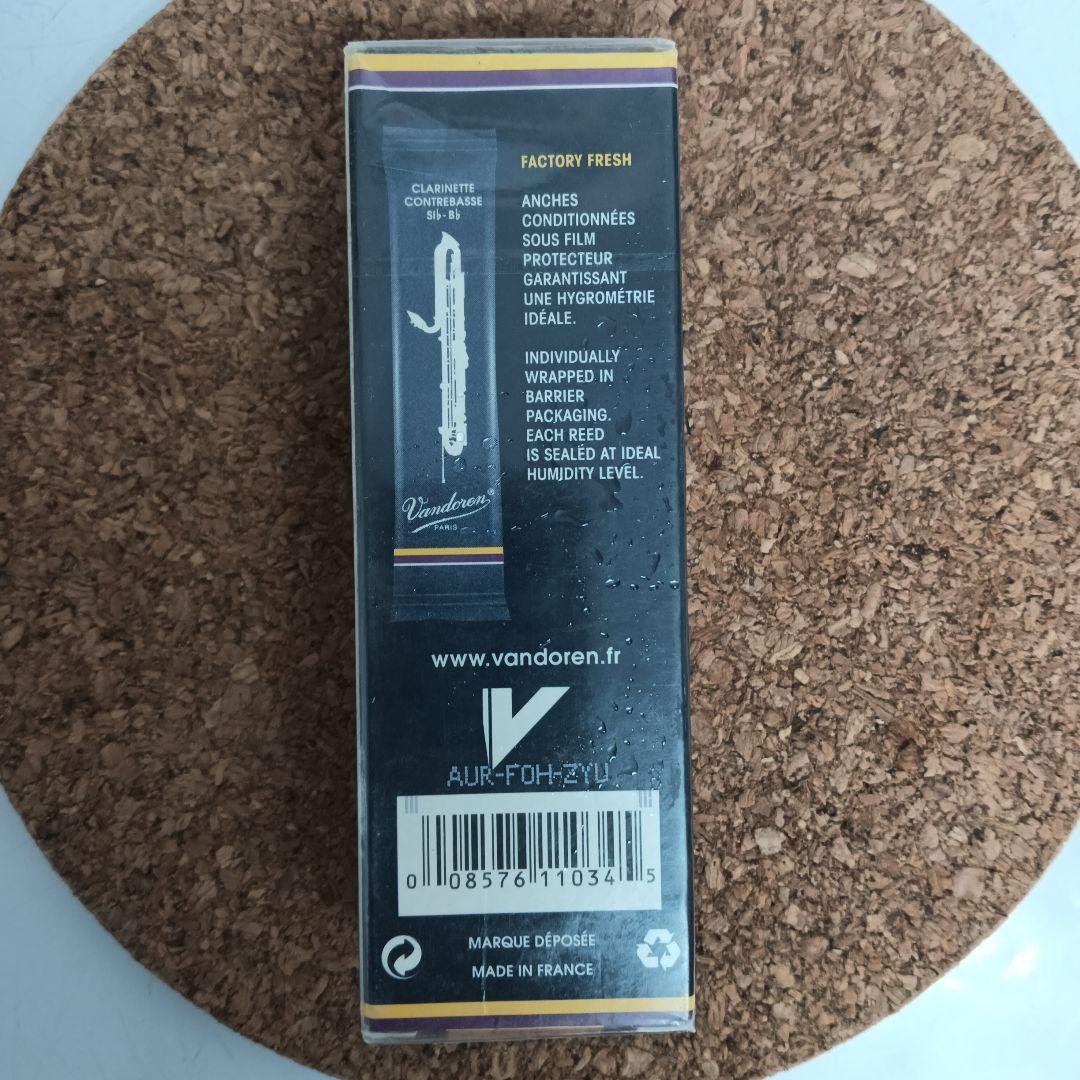 CLARINETTE
CONTREBASSE
SI♭ - B♭
Vandoren®
PARIS
FACTORY FRESH
ANCHES
CONDITIONNÉES
SOUS FILM
PROTECTEUR
GARANTISSANT
UNE HYGROMÉTRIE
IDÉALE.
INDIVIDUALLY
WRAPPED IN
BARRIER
PACKAGING.
EACH REED
IS SEALED AT IDEAL
HUMIDITY LEVEL.
www.vandoren.fr
V
AUR-FOH-ZYU
0 08576 11034 5
MARQUE DÉPOSÉE
MADE IN FRANCE